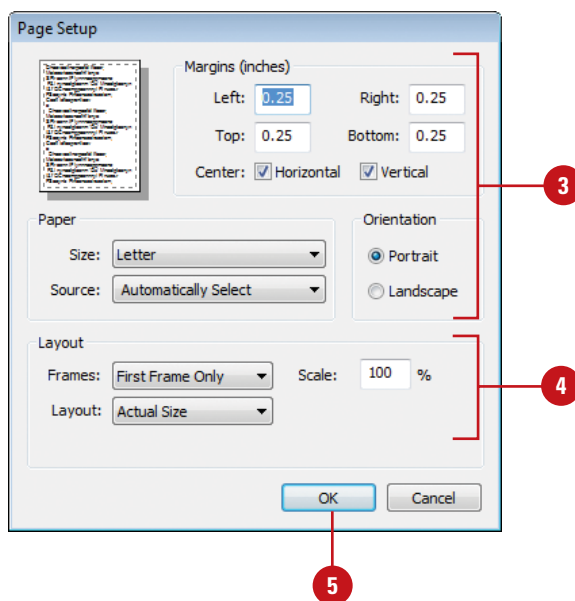 Page Setup
Margins (inches)
Left: 0.25 Right: 0.25
Top: 0.25 Bottom: 0.25
Center: Horizontal Vertical
3
Paper
Size: Letter
Source: Automatically Select
Orientation
Portrait
Landscape
Layout
Frames: First Frame Only Scale: 100 %
Layout: Actual Size
4
OK Cancel
5